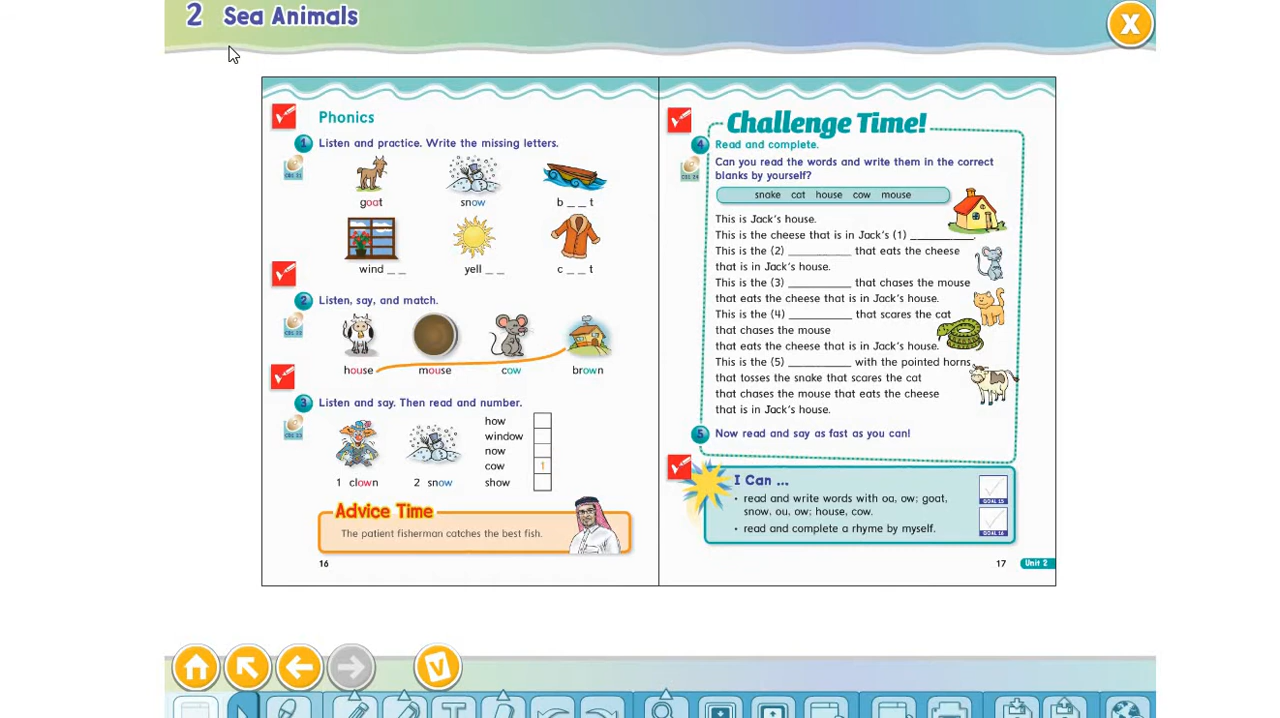 2 Sea Animals
X
Phonics
1 Listen and practice. Write the missing letters.
goat snow b _ _ t
wind _ _ yell _ _ c _ _ t
2 Listen, say, and match.
house mouse cow brown
3 Listen and say. Then read and number.
how
window
now
cow 1
show
1 clown 2 snow
Advice Time
The patient fisherman catches the best fish.
16
Challenge Time!
4 Read and complete.
Can you read the words and write them in the correct
blanks by yourself?
snake cat house cow mouse
This is Jack's house.
This is the cheese that is in Jack's (1) __________.
This is the (2) __________ that eats the cheese
that is in Jack's house.
This is the (3) __________ that chases the mouse
that eats the cheese that is in Jack's house.
This is the (4) __________ that scares the cat
that chases the mouse
that eats the cheese that is in Jack's house.
This is the (5) __________ with the pointed horns
that tosses the snake that scares the cat
that chases the mouse that eats the cheese
that is in Jack's house.
5 Now read and say as fast as you can!
I Can ...
• read and write words with oa, ow; goat,
snow, ou, ow; house, cow.
GOAL 15
• read and complete a rhyme by myself.
GOAL 16
17 Unit 2
V
T